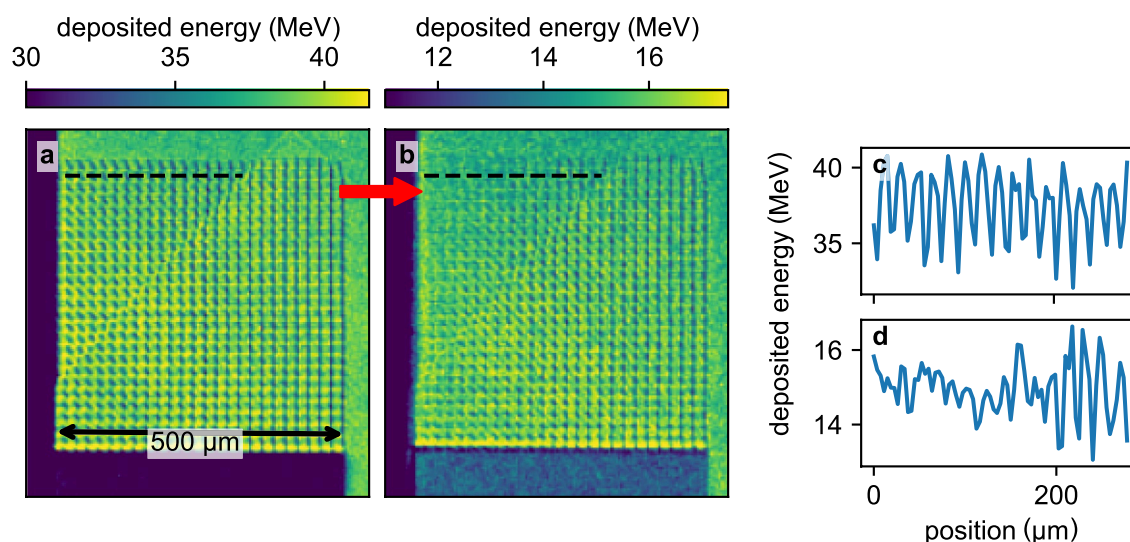 deposited energy (MeV)
30 35 40
deposited energy (MeV)
12 14 16
a
500 μm
b
deposited energy (MeV)
c
40
35
d
16
14
0 200
position (μm)